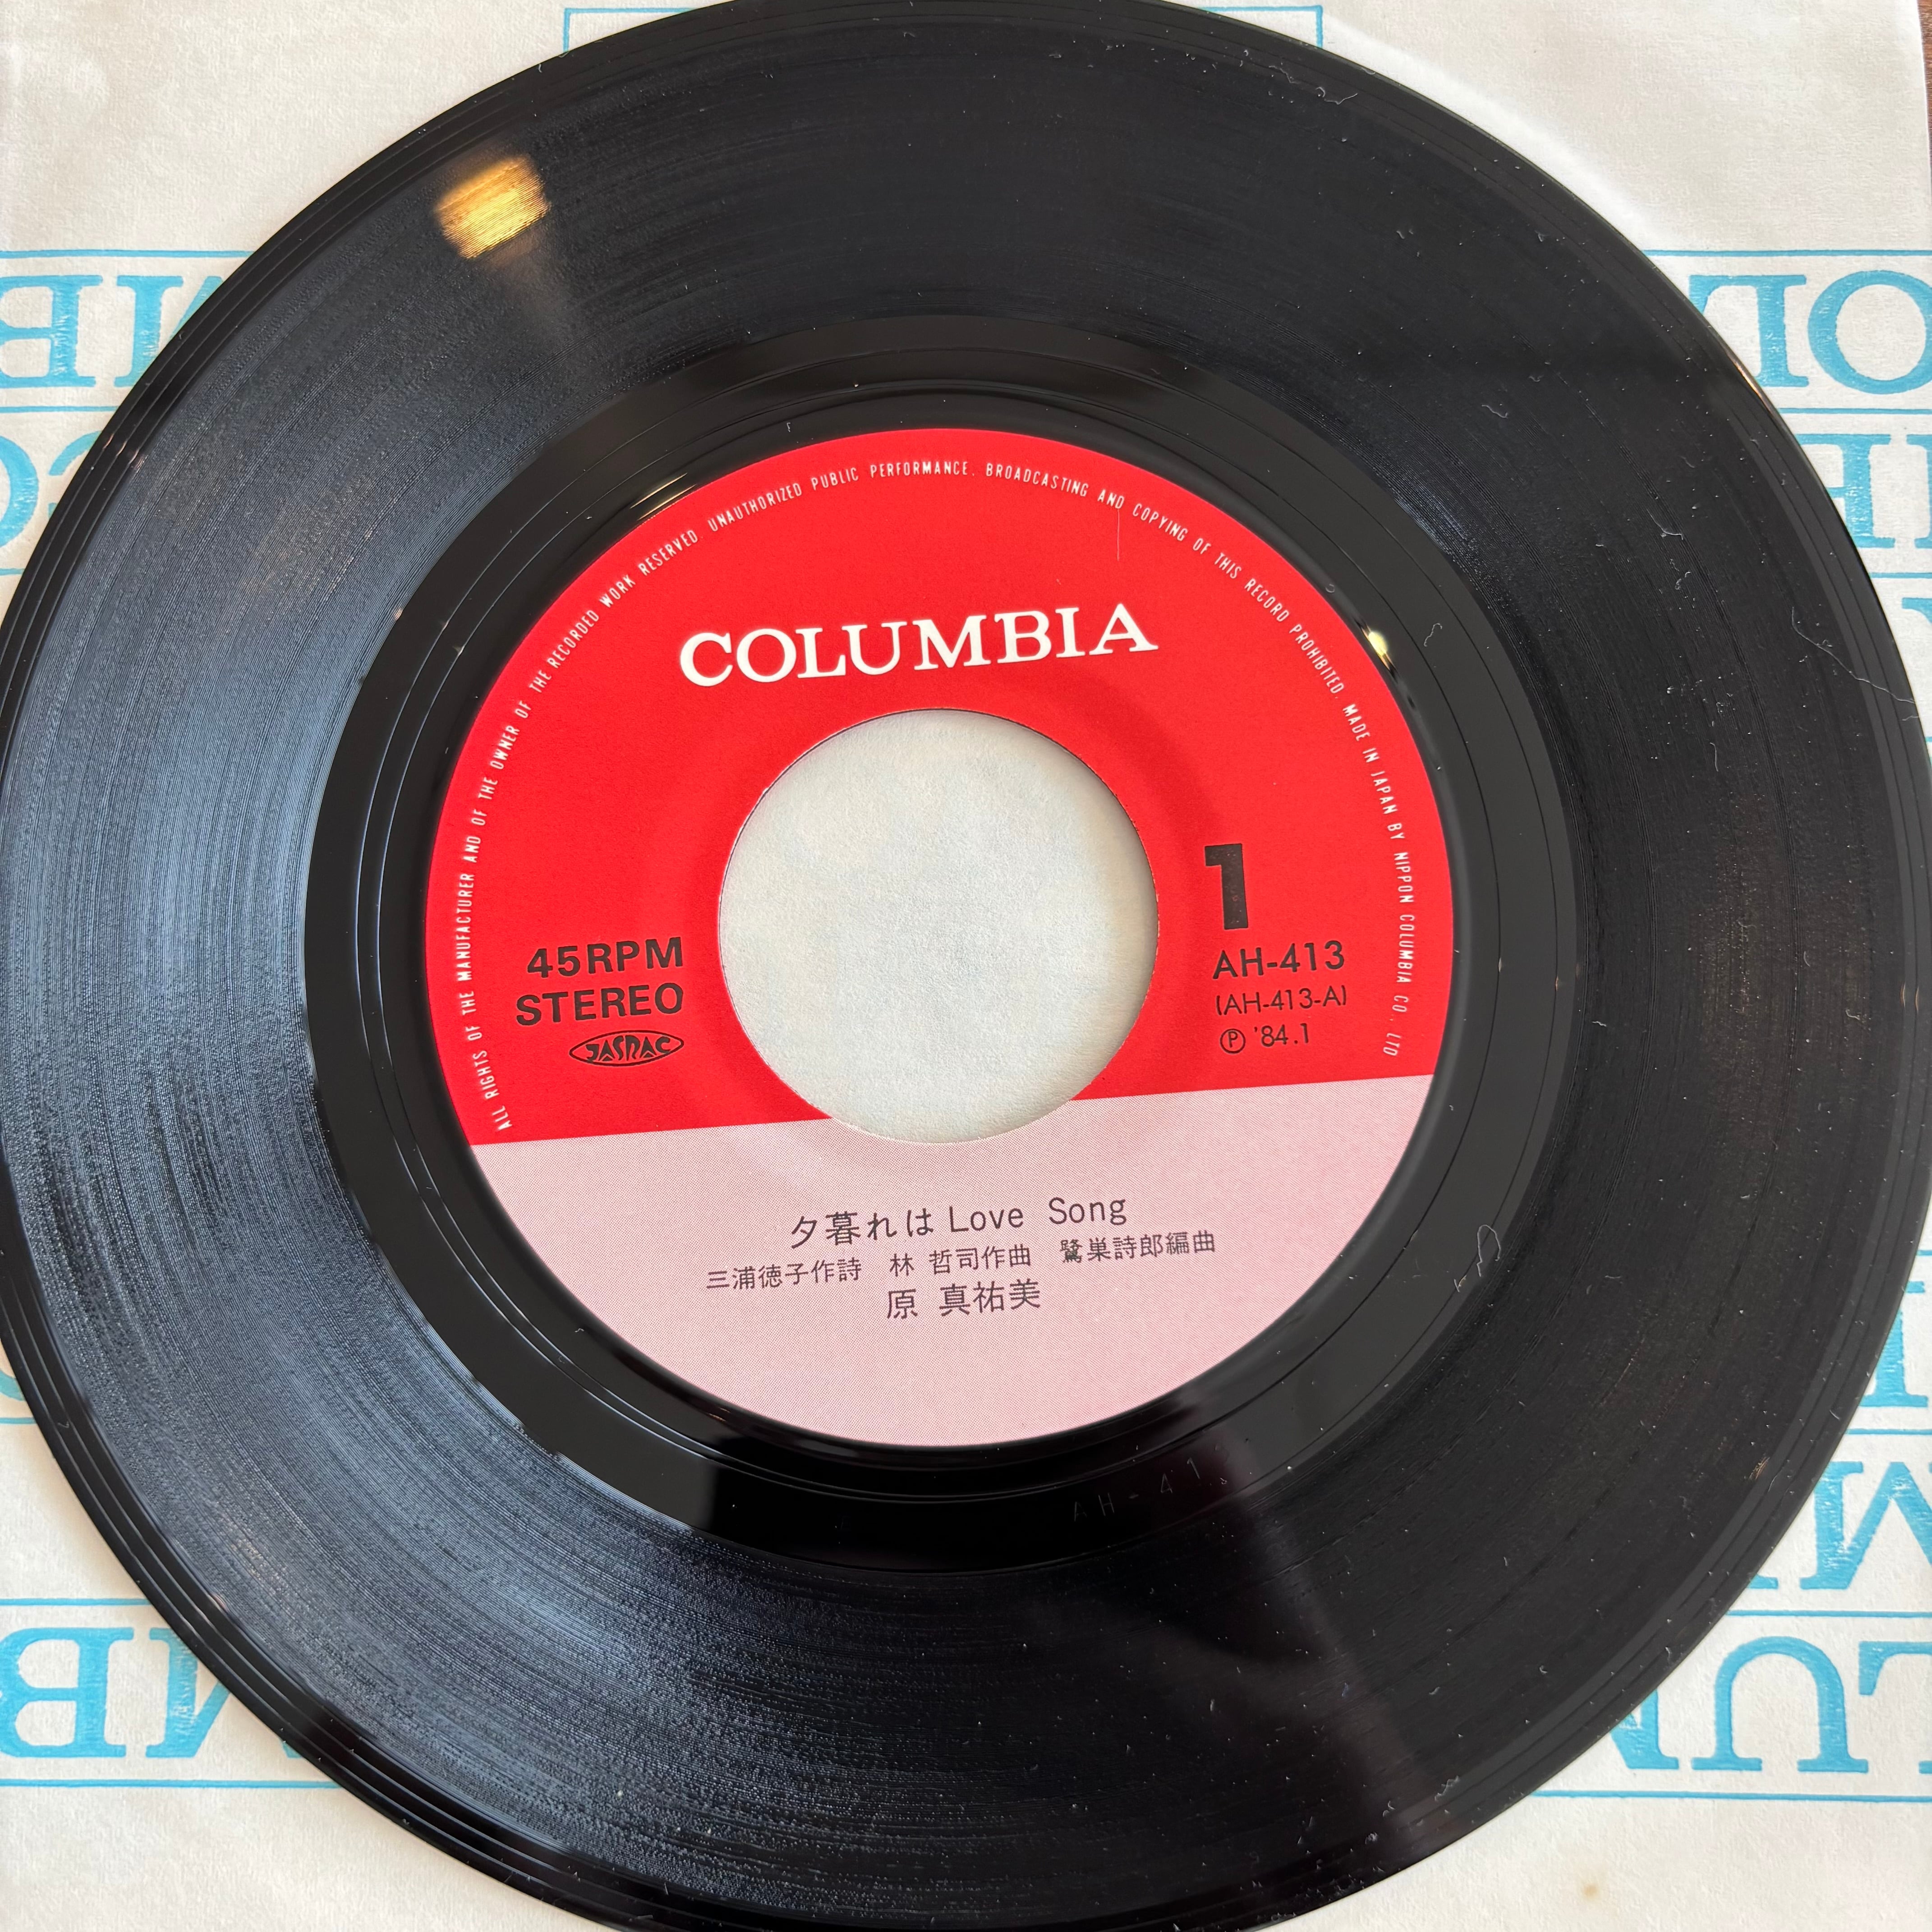 ALL RIGHTS OF THE MANUFACTURER AND OF THE OWNER OF THE RECORDED WORK RESERVED UNAUTHORIZED PUBLIC PERFORMANCE. BROADCASTING AND COPYING OF THIS RECORD PROHIBITED. MADE IN JAPAN BY NIPPON COLUMBIA CO., LTD
COLUMBIA
1
45RPM
STEREO
JASRAC
AH-413
(AH-413-A)
Ⓟ '84.1
夕暮れは Love Song
三浦徳子作詩 林 哲司作曲 鷺巣詩郎編曲
原 真祐美
AH-41